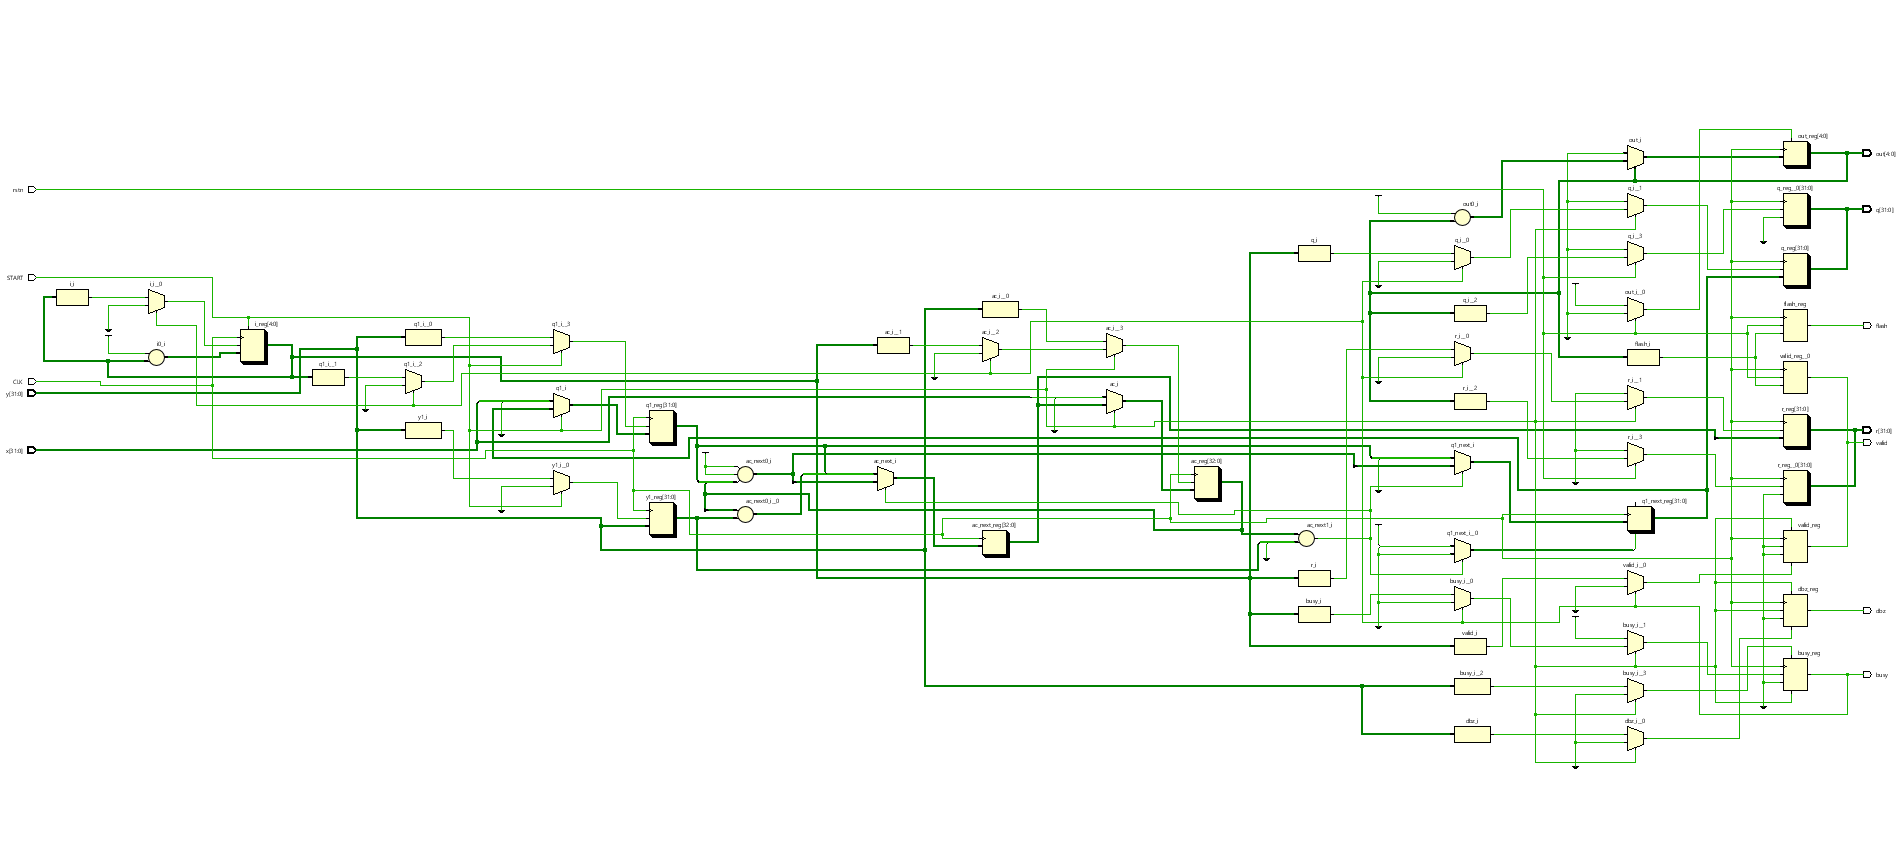 out_i
out_reg[4:0]
out[4:0]
rstn
q_i__1
q_reg__0[31:0]
out0_i
q[31:0]
q_i
q_i__0
q_i__3
q_reg[31:0]
START
i_i
i_i__0
ac_i__0
q_i__2
out_i__0
flash_reg
flash
i_reg[4:0]
q1_i__0
q1_i__3
ac_i__1
ac_i__2
ac_i__3
r_i__0
flash_i
valid_reg__0
i0_i
q1_i__1
q1_i__2
CLK
y[31:0]
q1_i
ac_i
r_i__2
r_i__1
r_reg[31:0]
r[31:0]
valid
y1_i
q1_reg[31:0]
x[31:0]
q1_next_i
r_i__3
y1_i__0
ac_next0_i
ac_next_i
ac_reg[32:0]
r_reg__0[31:0]
y1_reg[31:0]
ac_next0_i__0
q1_next_reg[31:0]
ac_next_reg[32:0]
ac_next1_i
q1_next_i__0
valid_reg
r_i
busy_i__0
valid_i__0
dbz_reg
busy_i
dbz
valid_i
busy_i__1
busy_reg
busy_i__2
busy_i__3
busy
dbz_i
dbz_i__0